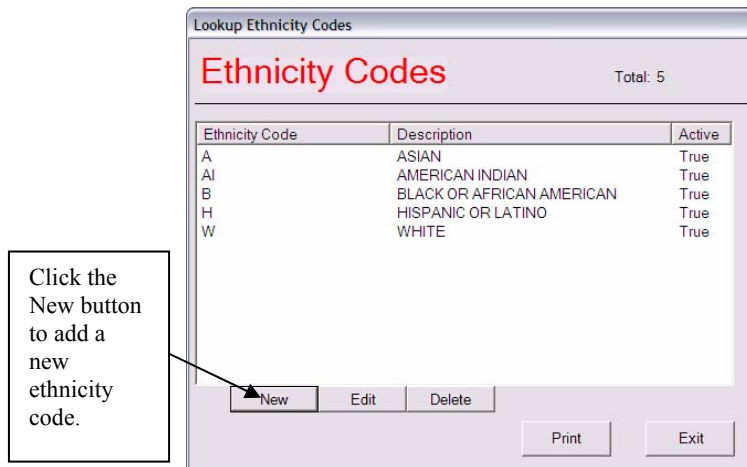 Lookup Ethnicity Codes
Ethnicity Codes
Total: 5
Ethnicity Code Description Active
A ASIAN True
AI AMERICAN INDIAN True
B BLACK OR AFRICAN AMERICAN True
H HISPANIC OR LATINO True
W WHITE True
Click the
New button
to add a
new
ethnicity
code.
New Edit Delete
Print Exit